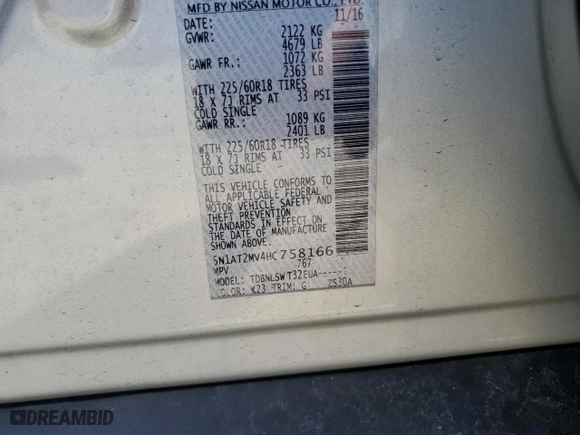 MFD BY NISSAN MOTOR CO., LTD.
DATE: 11/16
GVWR: 2122 KG
4679 LB
GAWR FR.: 1072 KG
2363 LB
WITH 225/60R18 TIRES
18 X 7J RIMS AT 33 PSI
COLD SINGLE
GAWR RR.: 1089 KG
2401 LB
WITH 225/60R18 TIRES
18 X 7J RIMS AT 33 PSI
COLD SINGLE
THIS VEHICLE CONFORMS TO
ALL APPLICABLE FEDERAL
MOTOR VEHICLE SAFETY AND
THEFT PREVENTION
STANDARDS IN EFFECT ON THE
DATE OF MANUFACTURE
SHOWN ABOVE.
5N1AT2MV4HC758166
MPV 767
MODEL: TDBNLSWT32EUA-----
COLOR: K23 TRIM: G ZS30A
DREAMBID